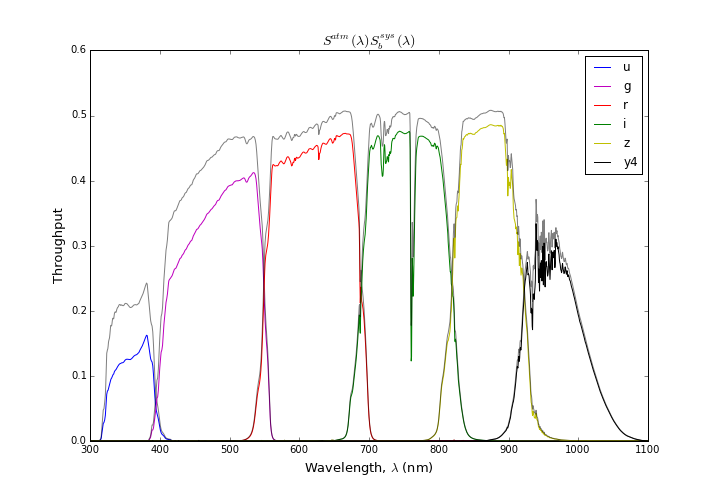 S^{atm}(λ)S_b^{sys}(λ)
0.6
0.5
0.4
0.3
0.2
0.1
0.0
Throughput
u
g
r
i
z
y4
300 400 500 600 700 800 900 1000 1100
Wavelength, λ (nm)